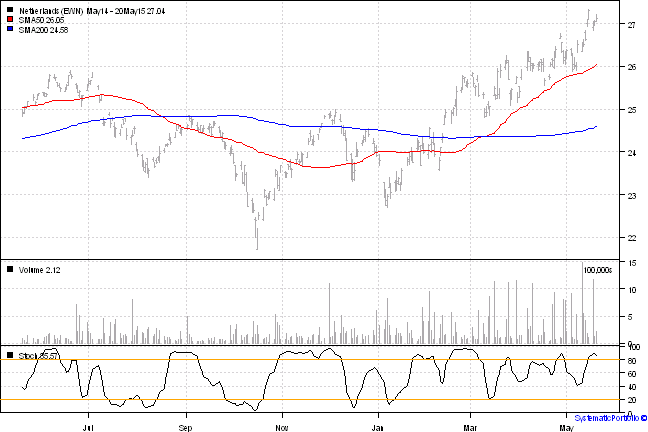 Netherlands (EWN) May14 - 20May15 27.04
SMA50 26.05
SMA200 24.58
27
26
25
24
23
22
Volume 2.12
100,000s
15
10
5
0
Stoch
100
80
60
40
20
0
Jul
Sep
Nov
Jan
Mar
May
SystematicPortfolio ©